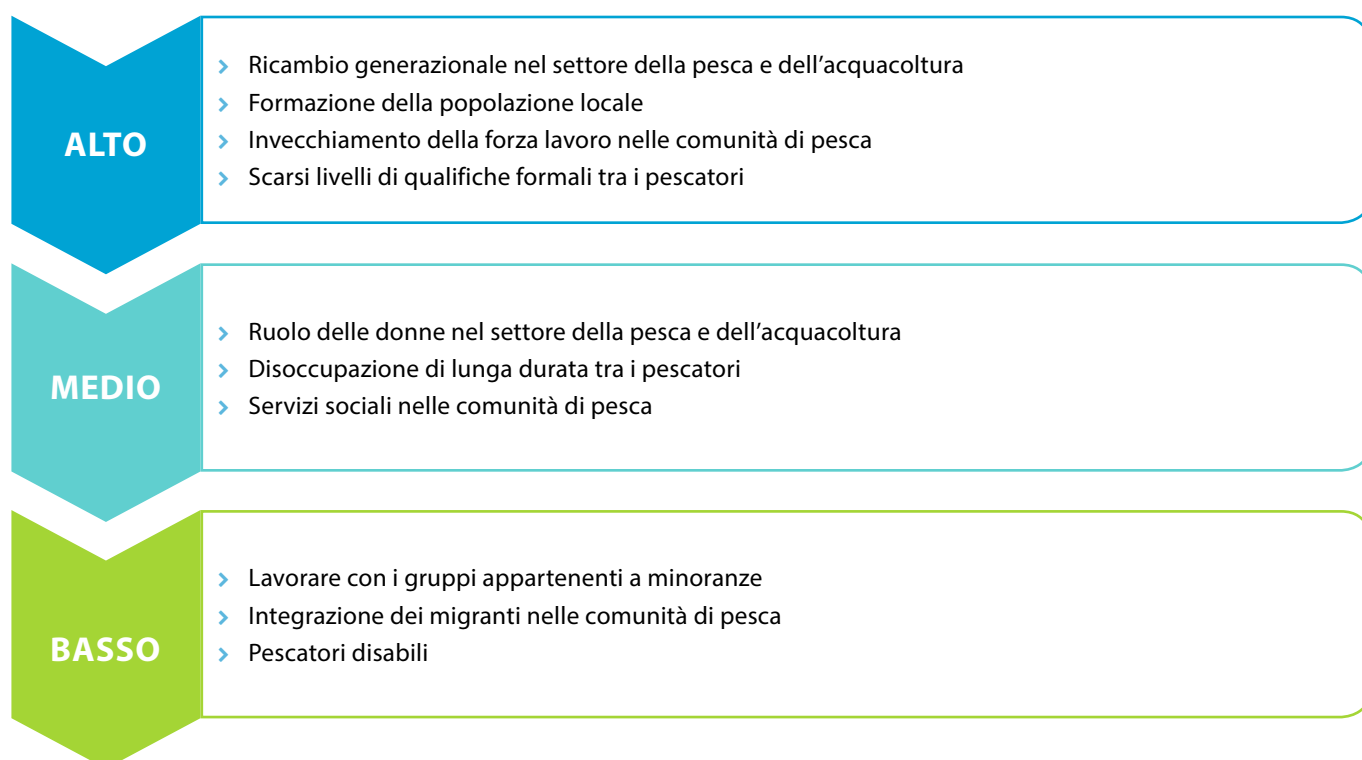 ALTO
› Ricambio generazionale nel settore della pesca e dell’acquacoltura
› Formazione della popolazione locale
› Invecchiamento della forza lavoro nelle comunità di pesca
› Scarsi livelli di qualifiche formali tra i pescatori
MEDIO
› Ruolo delle donne nel settore della pesca e dell’acquacoltura
› Disoccupazione di lunga durata tra i pescatori
› Servizi sociali nelle comunità di pesca
BASSO
› Lavorare con i gruppi appartenenti a minoranze
› Integrazione dei migranti nelle comunità di pesca
› Pescatori disabili